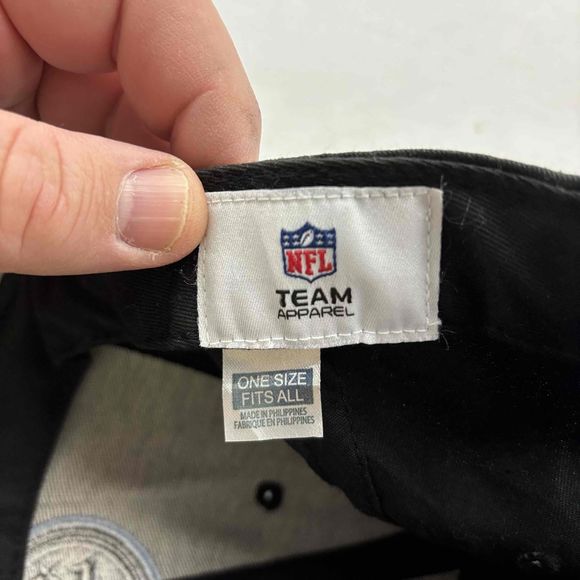 NFL
TEAM
APPAREL
ONE SIZE
FITS ALL
MADE IN PHILIPPINES
FABRIQUE EN PHILIPPINES